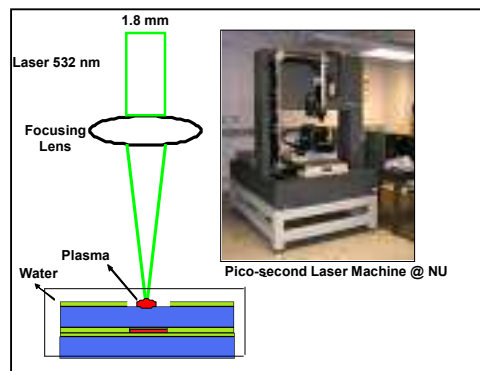 1.8 mm
Laser 532 nm
Focusing
Lens
Plasma
Water
Pico-second Laser Machine @ NU